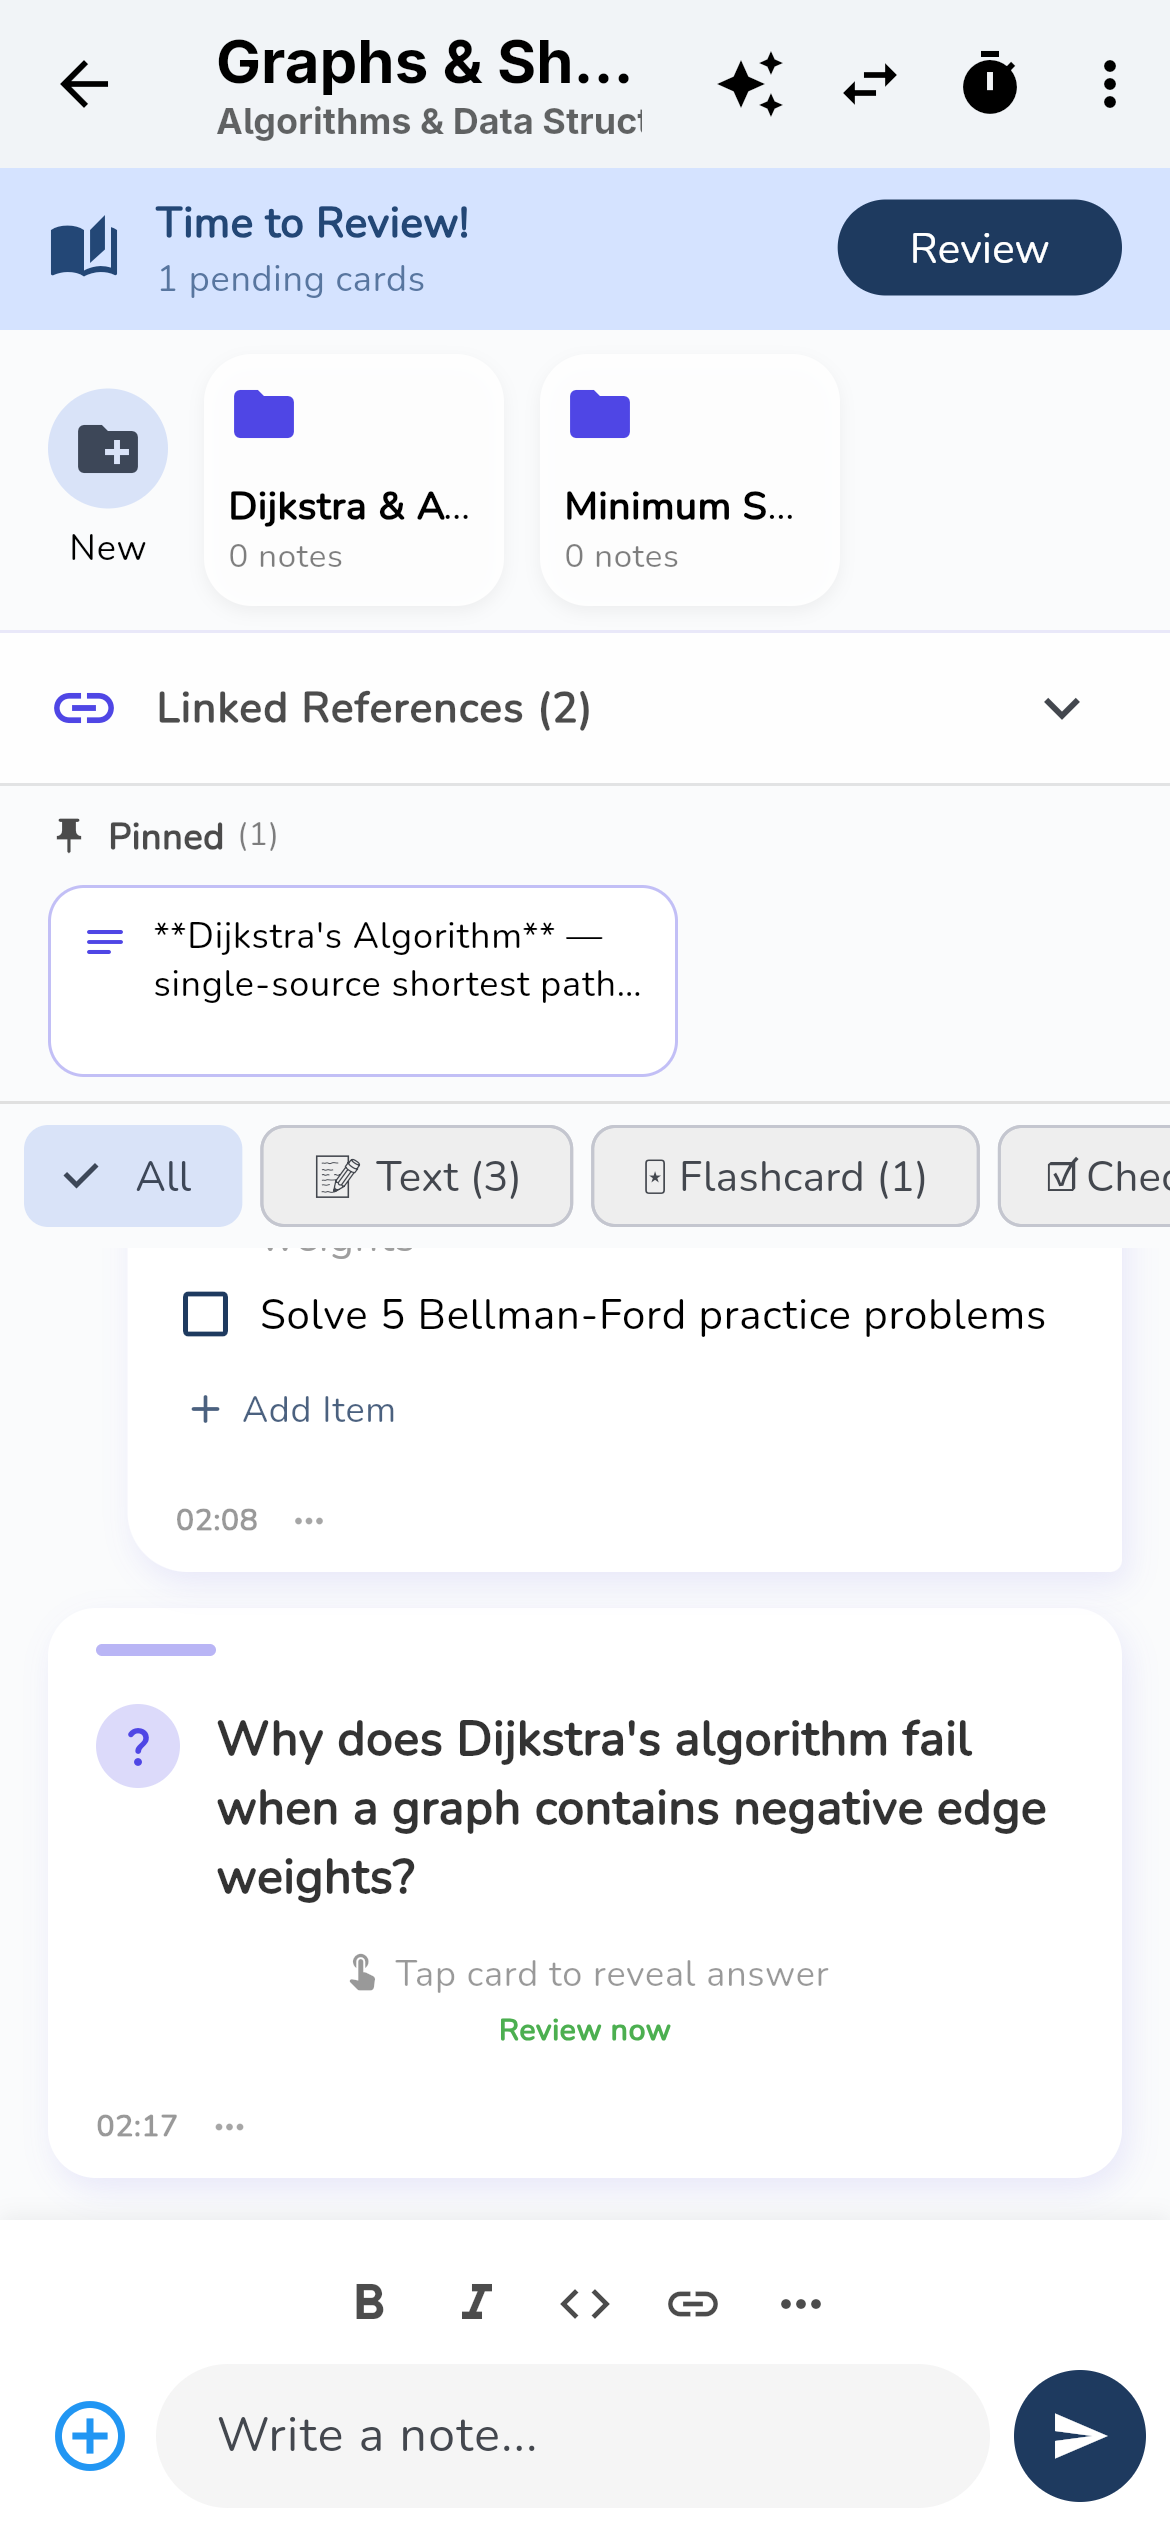 Graphs & Sh...
Algorithms & Data Struct
Time to Review!
1 pending cards
Review
New
Dijkstra & A...
0 notes
Minimum S...
0 notes
Linked References (2)
Pinned (1)
**Dijkstra's Algorithm** —
single-source shortest path...
All
Text (3)
Flashcard (1)
Chec
weights
Solve 5 Bellman-Ford practice problems
+ Add Item
02:08
?
Why does Dijkstra's algorithm fail
when a graph contains negative edge
weights?
Tap card to reveal answer
Review now
02:17
B I <>
Write a note...